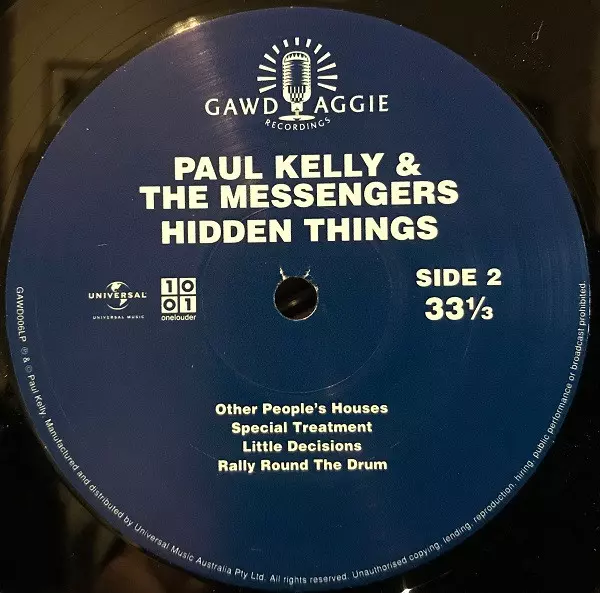 GAWD AGGIE
RECORDINGS
PAUL KELLY &
THE MESSENGERS
HIDDEN THINGS
UNIVERSAL
UNIVERSAL MUSIC
10
01
onelouder
SIDE 2
33⅓
Other People's Houses
Special Treatment
Little Decisions
Rally Round The Drum
GAWD006LP ℗ & © Paul Kelly. Manufactured and distributed by Universal Music Australia Pty Ltd. All rights reserved. Unauthorised copying, lending, reproduction, hiring, public performance or broadcast prohibited.